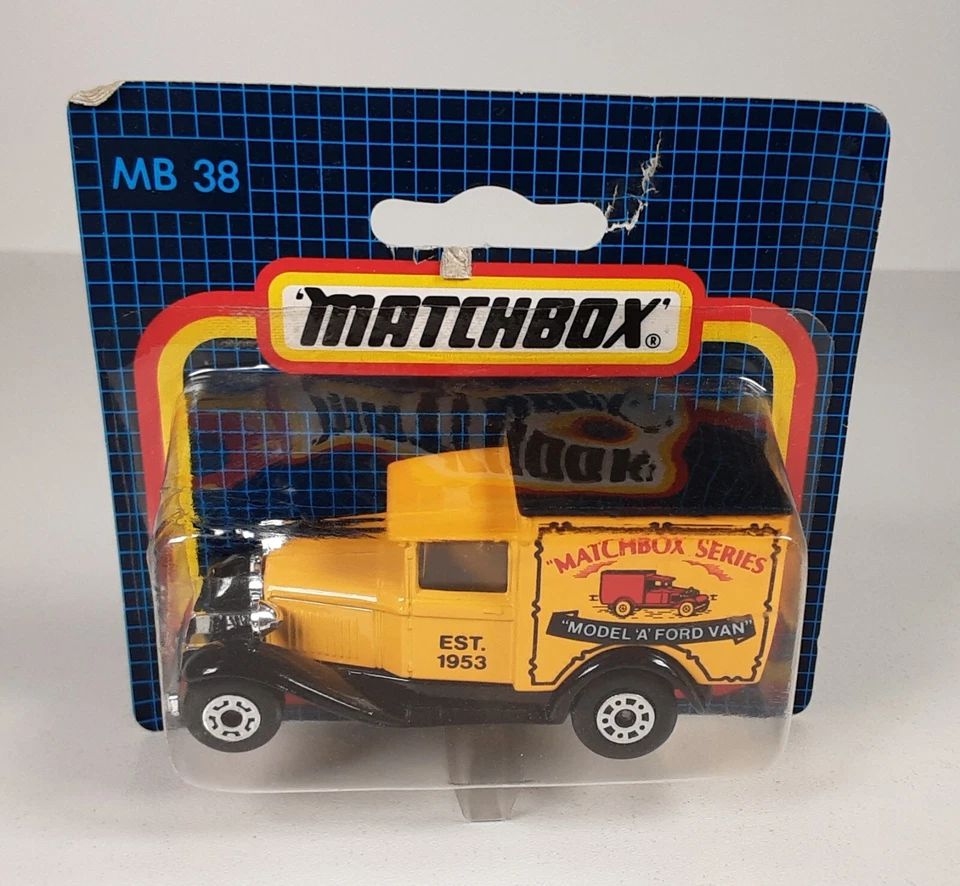 MB 38
'MATCHBOX'®
"MATCHBOX SERIES
"MODEL 'A' FORD VAN"
EST.
1953